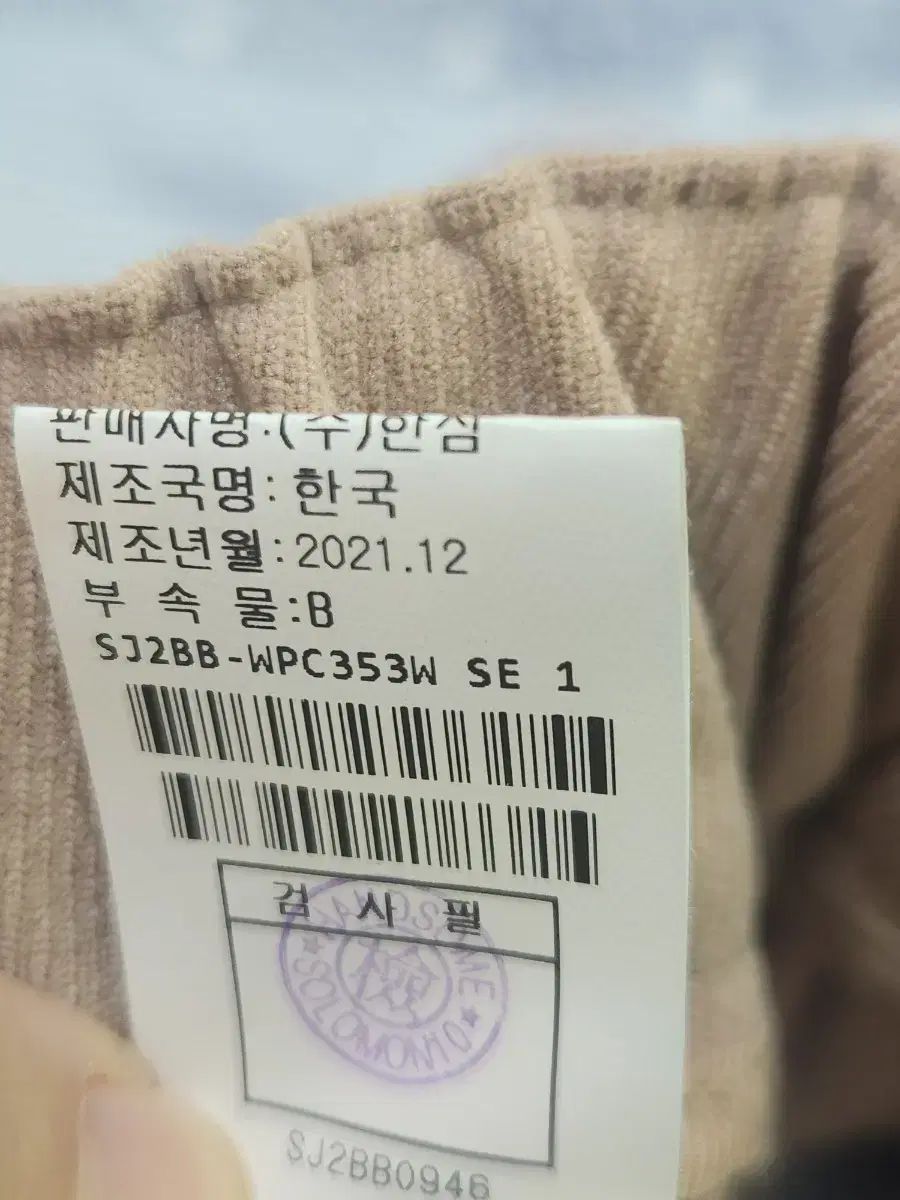 판매사명:(주)한섬
제조국명:한국
제조년월:2021.12
부 속 물:B
SJ2BB-WPC353W SE 1
검 사 필
HANDSOME
SJ2BB0946